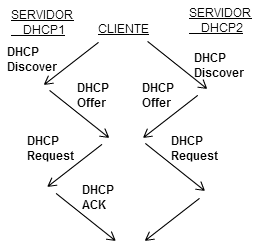 SERVIDOR
DHCP1
CLIENTE
SERVIDOR
DHCP2
DHCP
Discover
DHCP
Discover
DHCP
Offer
DHCP
Offer
DHCP
Request
DHCP
Request
DHCP
ACK